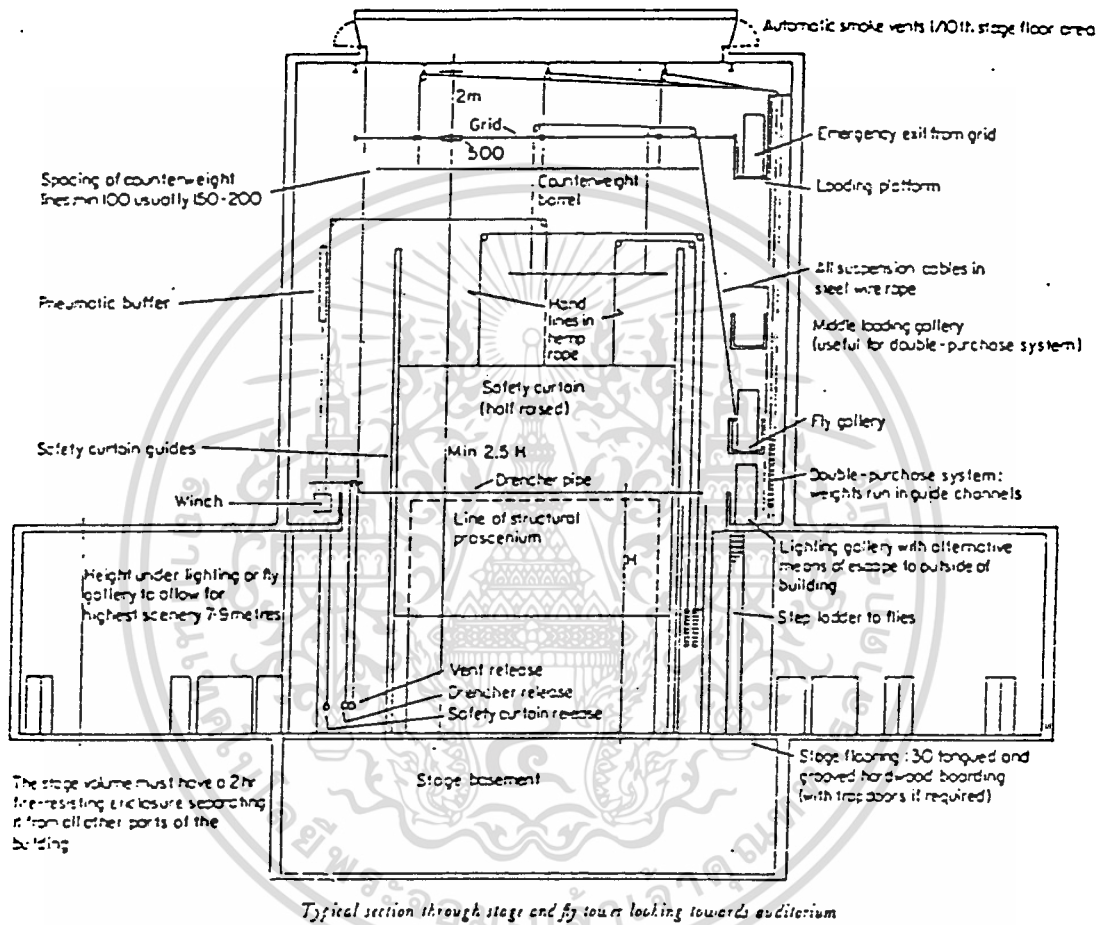 Automatic smoke vents 1/10th stage floor area
2m
Grid
500
Emergency exit from grid
Loading platform
Spacing of counterweight
lines min 100 usually 150-200
Counterweight
barrel
Pneumatic buffer
All suspension cables in
steel wire rope
Hand
lines in
hemp
rope
Middle loading gallery
(useful for double-purchase system)
Safety curtain
(half raised)
Fly gallery
Safety curtain guides
Min 2.5 H
Drencher pipe
Double-purchase system:
weights run in guide channels
Winch
Line of structural
proscenium
H
Lighting gallery with alternative
means of escape to outside of
building
Height under lighting or fly
gallery to allow for
highest scenery 7-9 metres
Step ladder to flies
Vent release
Drencher release
Safety curtain release
Stage flooring : 30 tongued and
grooved hardwood boarding
(with trapdoors if required)
Stage basement
The stage volume must have a 2hr
fire-resisting enclosure separating
it from all other parts of the
building
Typical section through stage and fly tower looking towards auditorium